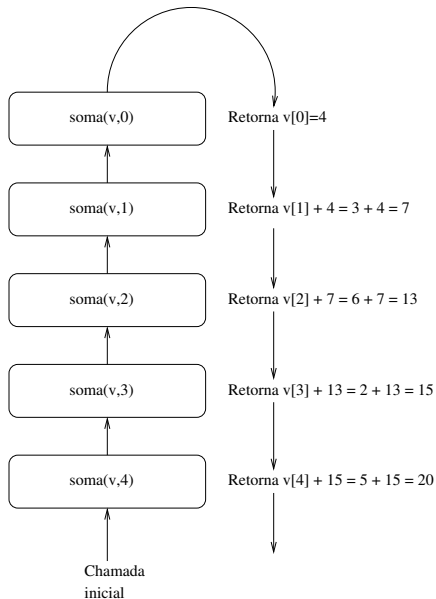 soma(v,0)
Retorna v[0]=4
soma(v,1)
Retorna v[1] + 4 = 3 + 4 = 7
soma(v,2)
Retorna v[2] + 7 = 6 + 7 = 13
soma(v,3)
Retorna v[3] + 13 = 2 + 13 = 15
soma(v,4)
Retorna v[4] + 15 = 5 + 15 = 20
Chamada
inicial